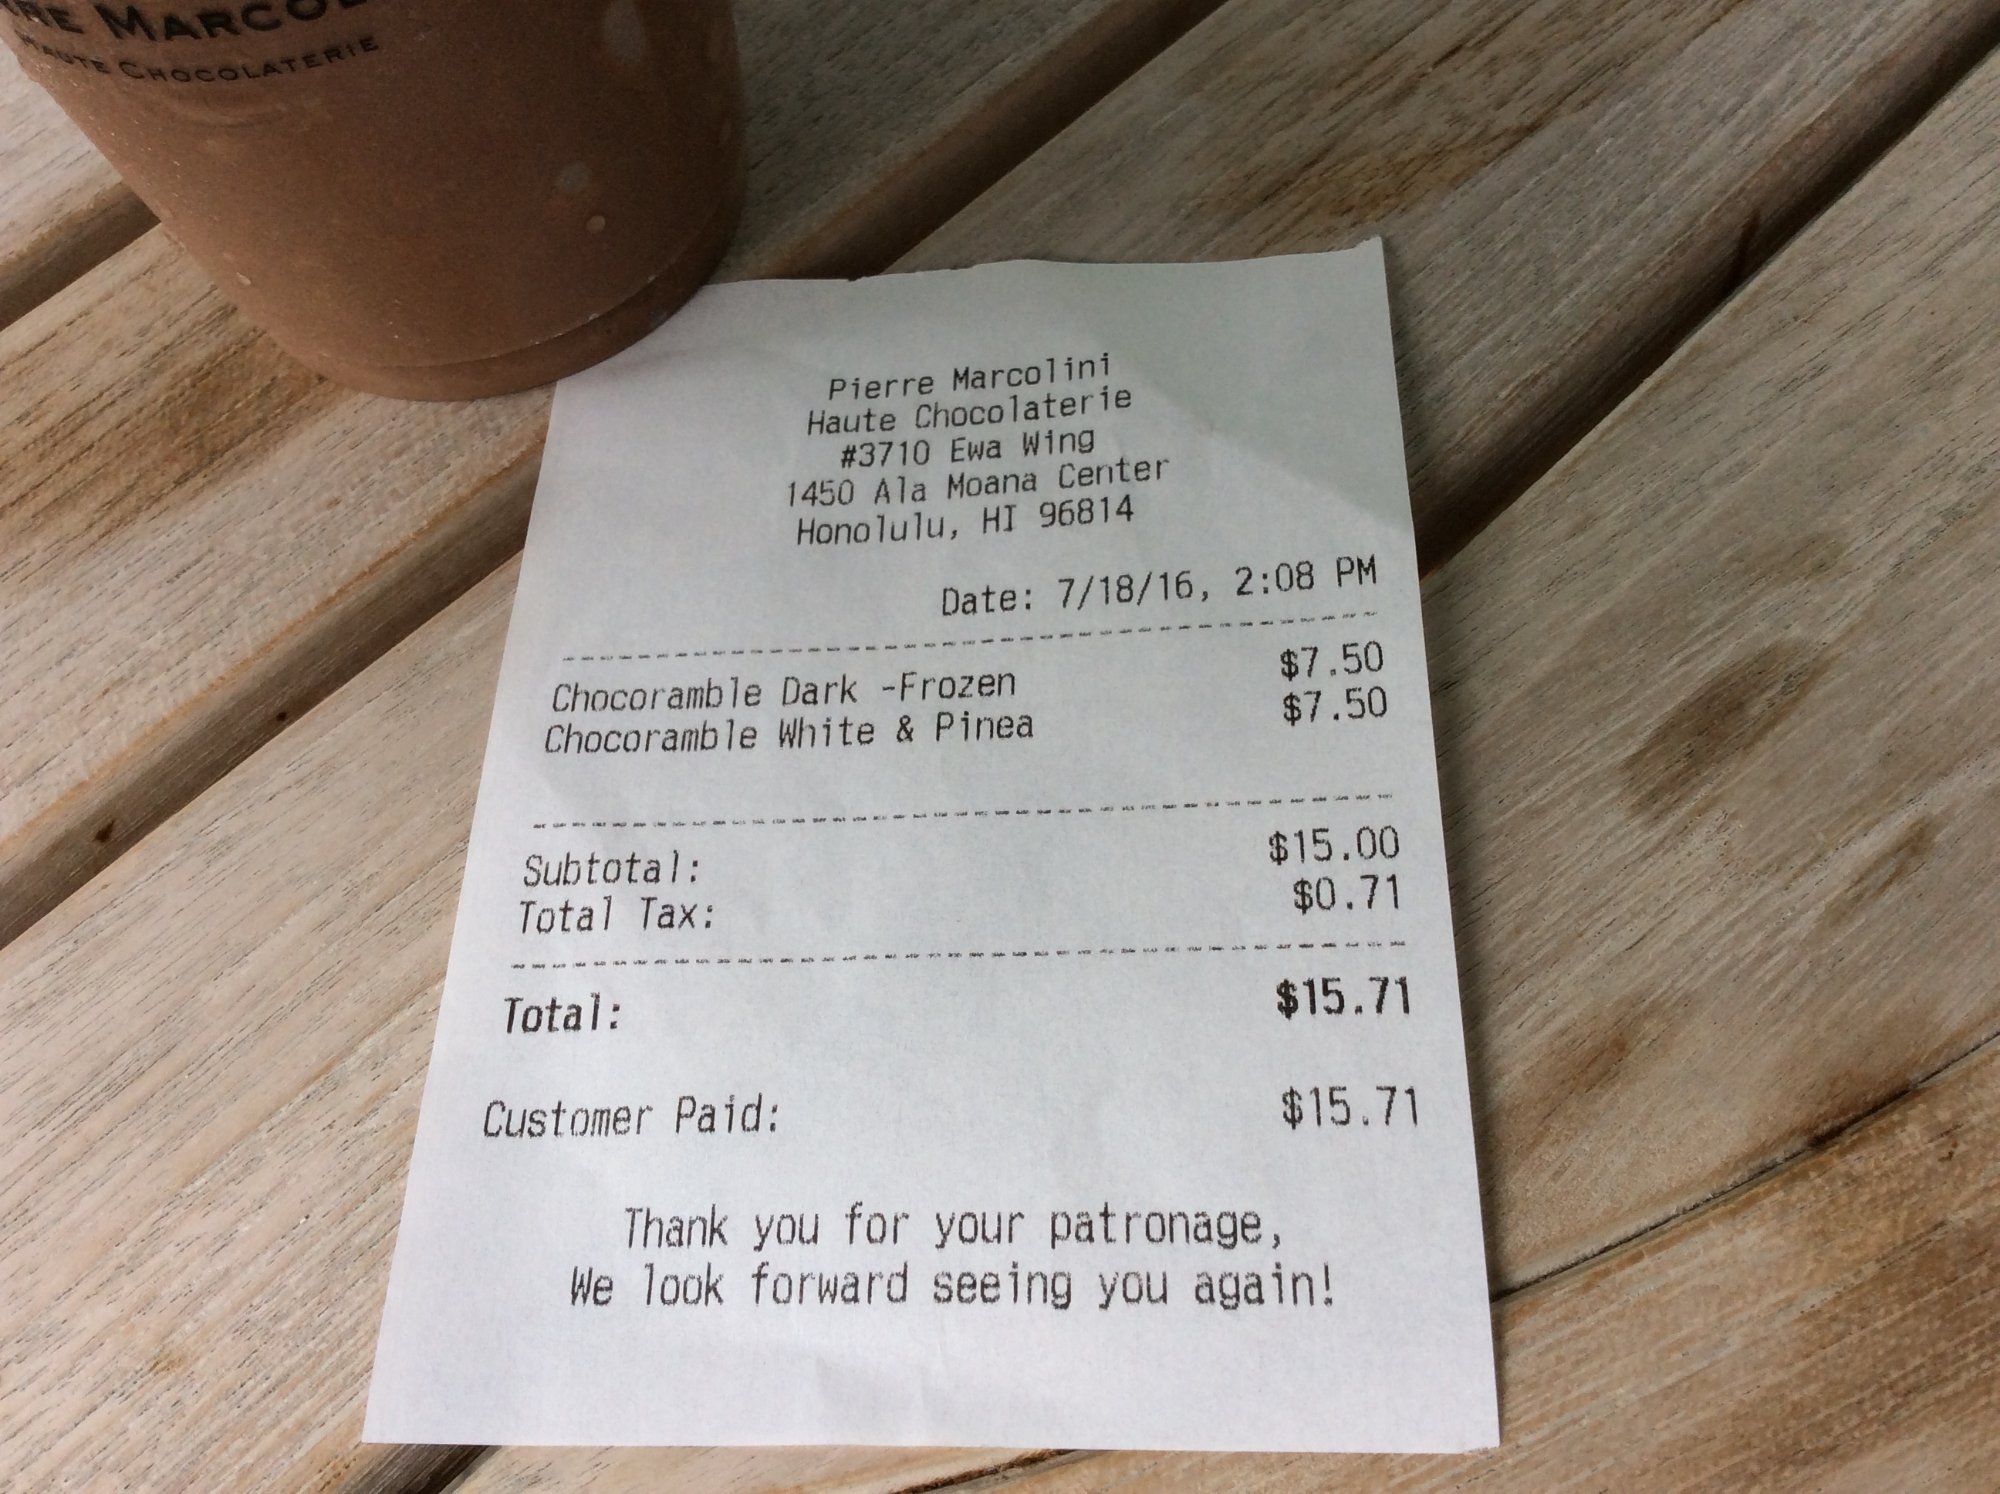 MARCOL
HAUTE CHOCOLATERIE
Pierre Marcolini
Haute Chocolaterie
#3710 Ewa Wing
1450 Ala Moana Center
Honolulu, HI 96814
Date: 7/18/16, 2:08 PM
Chocoramble Dark -Frozen $7.50
Chocoramble White & Pinea $7.50
Subtotal: $15.00
Total Tax: $0.71
Total: $15.71
Customer Paid: $15.71
Thank you for your patronage,
We look forward seeing you again!